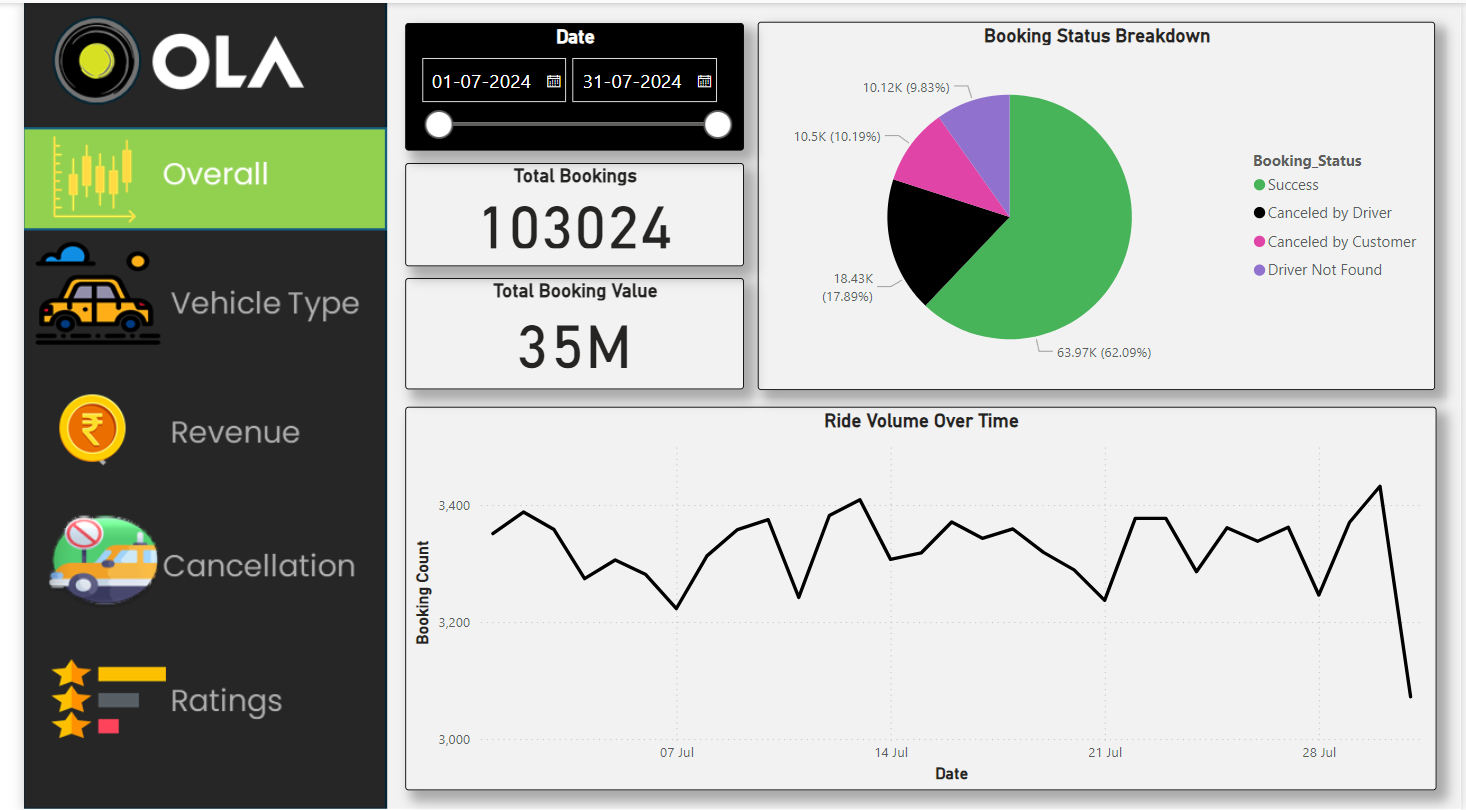 OLA
Overall
Vehicle Type
₹
Revenue
Cancellation
Ratings
Date
01-07-2024
31-07-2024
Total Bookings
103024
Total Booking Value
35M
Booking Status Breakdown
10.12K (9.83%)
10.5K (10.19%)
18.43K
(17.89%)
63.97K (62.09%)
Booking_Status
Success
Canceled by Driver
Canceled by Customer
Driver Not Found
Ride Volume Over Time
Booking Count
3,400
3,200
3,000
07 Jul
14 Jul
21 Jul
28 Jul
Date